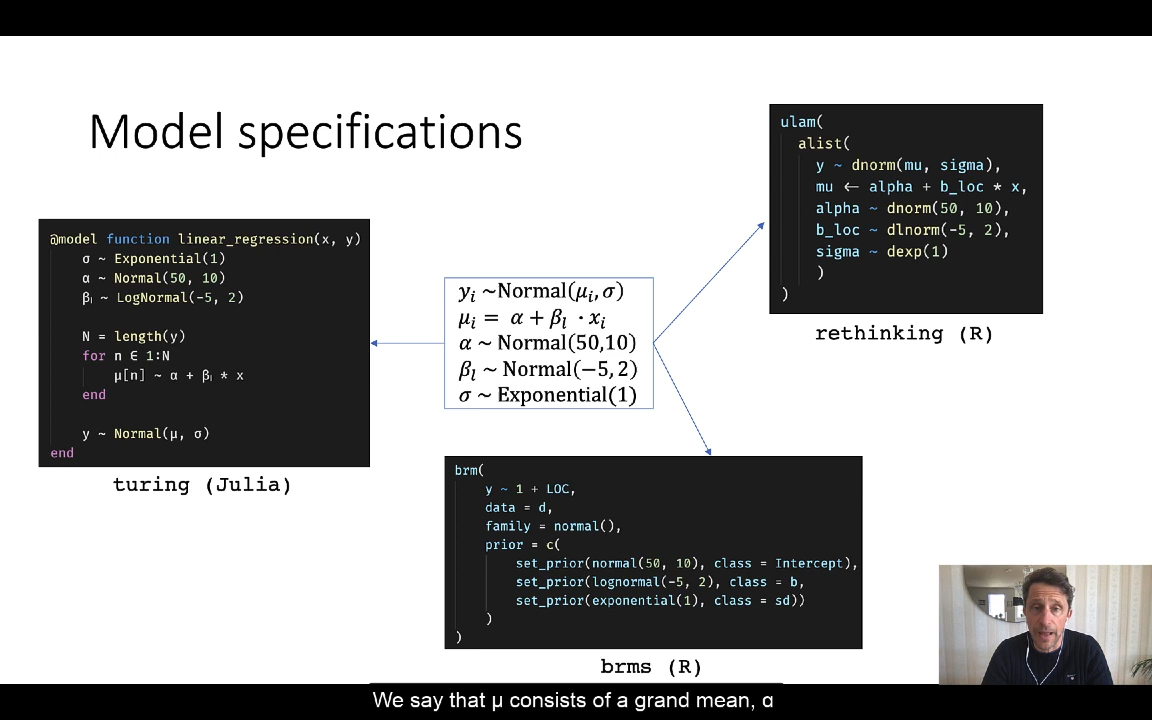 Model specifications
@model function linear_regression(x, y)
σ ~ Exponential(1)
α ~ Normal(50, 10)
βₗ ~ LogNormal(-5, 2)
N = length(y)
for n ∈ 1:N
μ[n] ~ α + βₗ * x
end
y ~ Normal(μ, σ)
end
turing (Julia)
yᵢ ~Normal(μᵢ, σ)
μᵢ = α + βₗ · xᵢ
α ~ Normal(50,10)
βₗ ~ Normal(−5, 2)
σ ~ Exponential(1)
ulam(
alist(
y ~ dnorm(mu, sigma),
mu ← alpha + b_loc * x,
alpha ~ dnorm(50, 10),
b_loc ~ dlnorm(-5, 2),
sigma ~ dexp(1)
)
)
rethinking (R)
brm(
y ~ 1 + LOC,
data = d,
family = normal(),
prior = c(
set_prior(normal(50, 10), class = Intercept),
set_prior(lognormal(-5, 2), class = b,
set_prior(exponential(1), class = sd))
)
)
brms (R)
We say that μ consists of a grand mean, α